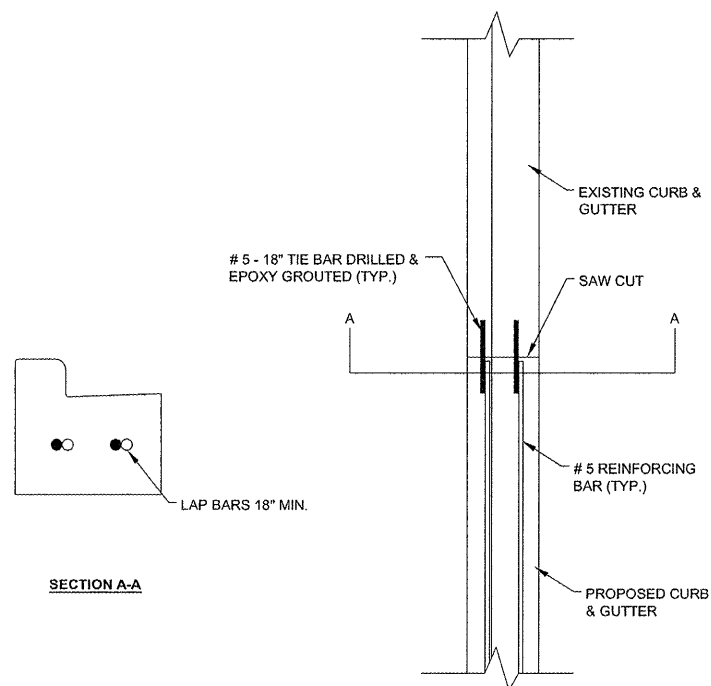 EXISTING CURB &
GUTTER
# 5 - 18" TIE BAR DRILLED &
EPOXY GROUTED (TYP.)
SAW CUT
A
A
# 5 REINFORCING
BAR (TYP.)
LAP BARS 18" MIN.
SECTION A-A
PROPOSED CURB
& GUTTER